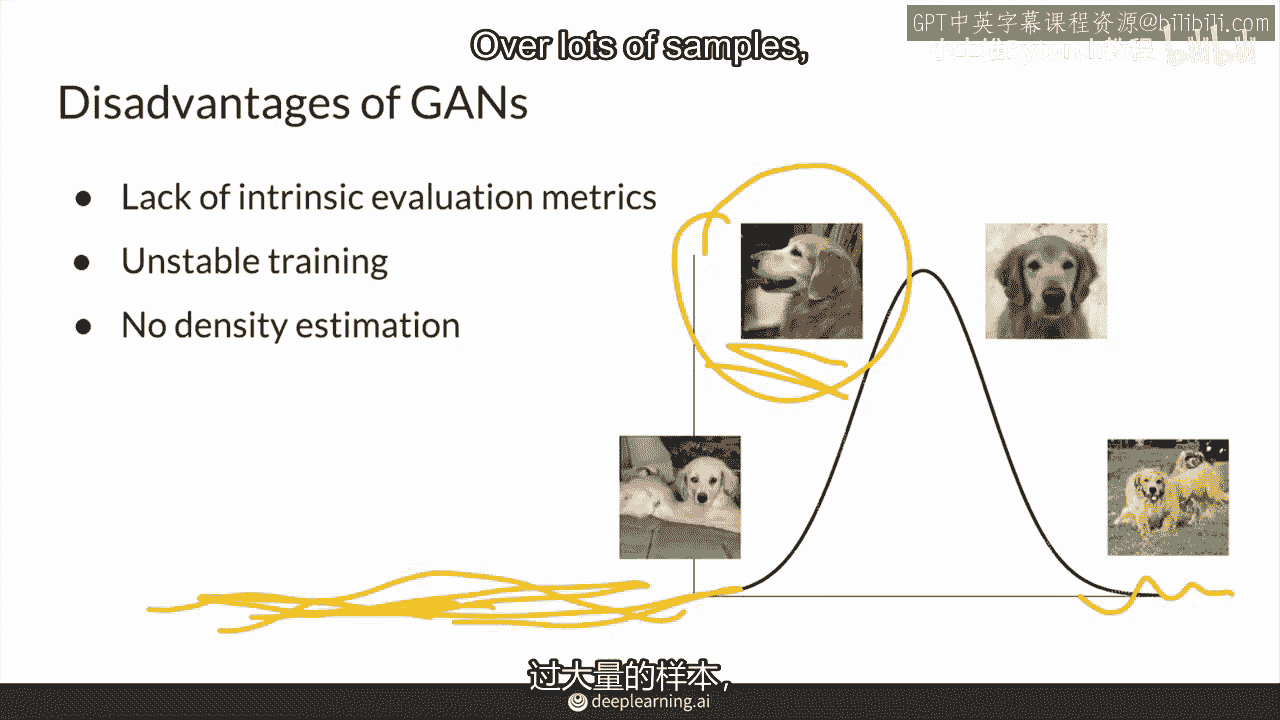 GPT中英字幕课程资源@bilibili.com
Over lots of samples,
Disadvantages of GANs
● Lack of intrinsic evaluation metrics
● Unstable training
● No density estimation
过大量的样本,
deeplearning.ai